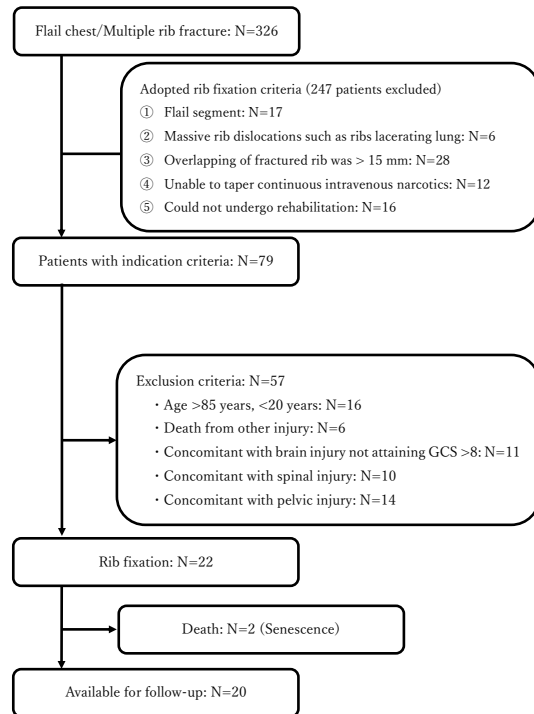 Flail chest/Multiple rib fracture: N=326
Adopted rib fixation criteria (247 patients excluded)
① Flail segment: N=17
② Massive rib dislocations such as ribs lacerating lung: N=6
③ Overlapping of fractured rib was > 15 mm: N=28
④ Unable to taper continuous intravenous narcotics: N=12
⑤ Could not undergo rehabilitation: N=16
Patients with indication criteria: N=79
Exclusion criteria: N=57
・Age >85 years, <20 years: N=16
・Death from other injury: N=6
・Concomitant with brain injury not attaining GCS >8: N=11
・Concomitant with spinal injury: N=10
・Concomitant with pelvic injury: N=14
Rib fixation: N=22
Death: N=2 (Senescence)
Available for follow-up: N=20